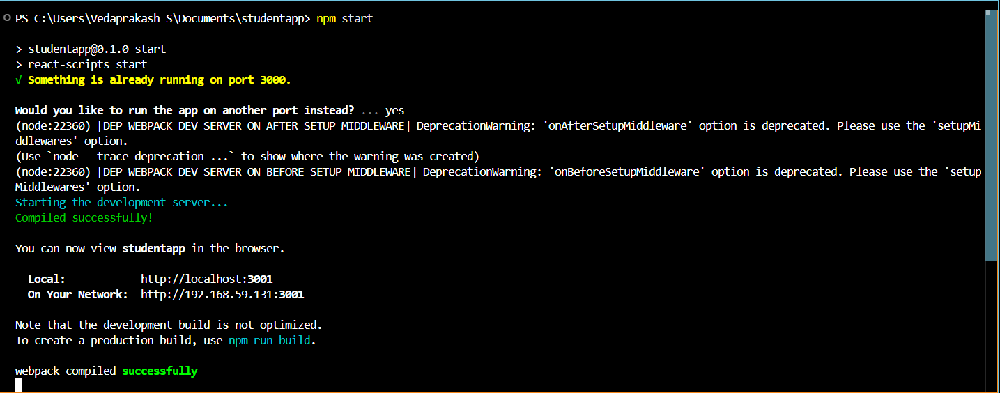 PS C:\Users\Vedaprakash S\Documents\studentapp> npm start
> studentapp@0.1.0 start
> react-scripts start
√ Something is already running on port 3000.
Would you like to run the app on another port instead? ... yes
(node:22360) [DEP_WEBPACK_DEV_SERVER_ON_AFTER_SETUP_MIDDLEWARE] DeprecationWarning: 'onAfterSetupMiddleware' option is deprecated. Please use the 'setupMi
ddlewares' option.
(Use `node --trace-deprecation ...` to show where the warning was created)
(node:22360) [DEP_WEBPACK_DEV_SERVER_ON_BEFORE_SETUP_MIDDLEWARE] DeprecationWarning: 'onBeforeSetupMiddleware' option is deprecated. Please use the 'setup
Middlewares' option.
Starting the development server...
Compiled successfully!
You can now view studentapp in the browser.
Local: http://localhost:3001
On Your Network: http://192.168.59.131:3001
Note that the development build is not optimized.
To create a production build, use npm run build.
webpack compiled successfully